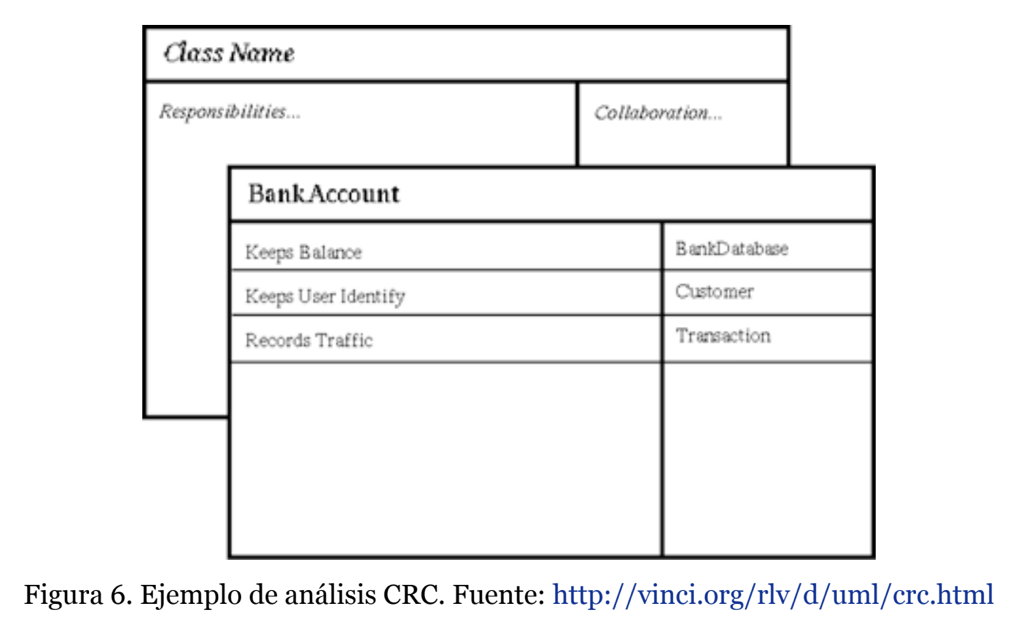 Class Name
Responsibilities...
Collaboration...
BankAccount
Keeps Balance
BankDatabase
Keeps User Identify
Customer
Records Traffic
Transaction
Figura 6. Ejemplo de análisis CRC. Fuente: http://vinci.org/rlv/d/uml/crc.html